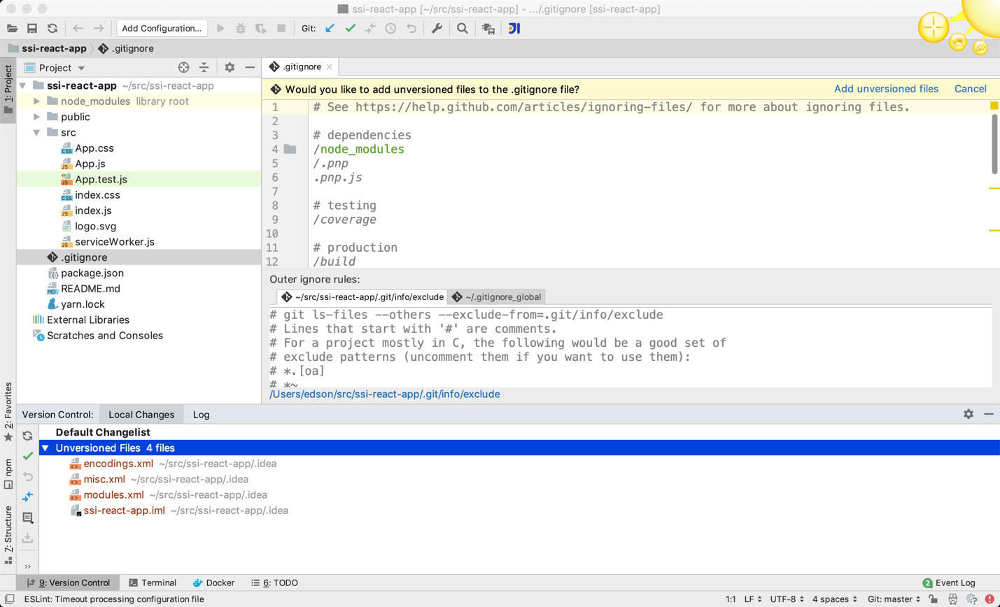 ssi-react-app [~/src/ssi-react-app] - .../.gitignore [ssi-react-app]
Add Configuration...
Git:
ssi-react-app
.gitignore
1: Project
Project
.gitignore
ssi-react-app ~/src/ssi-react-app
node_modules library root
public
src
App.css
App.js
App.test.js
index.css
index.js
logo.svg
serviceWorker.js
.gitignore
package.json
README.md
yarn.lock
External Libraries
Scratches and Consoles
Would you like to add unversioned files to the .gitignore file? Add unversioned files Cancel
1 # See https://help.github.com/articles/ignoring-files/ for more about ignoring files.
2
3 # dependencies
4 /node_modules
5 /.pnp
6 .pnp.js
7
8 # testing
9 /coverage
10
11 # production
12 /build
Outer ignore rules:
~/src/ssi-react-app/.git/info/exclude ~/.gitignore_global
# git ls-files --others --exclude-from=.git/info/exclude
# Lines that start with '#' are comments.
# For a project mostly in C, the following would be a good set of
# exclude patterns (uncomment them if you want to use them):
# *.[oa]
# *~
/Users/edson/src/ssi-react-app/.git/info/exclude
2: Favorites
npm
Z: Structure
Version Control: Local Changes Log
Default Changelist
Unversioned Files 4 files
encodings.xml ~/src/ssi-react-app/.idea
misc.xml ~/src/ssi-react-app/.idea
modules.xml ~/src/ssi-react-app/.idea
ssi-react-app.iml ~/src/ssi-react-app/.idea
9: Version Control Terminal Docker 6: TODO 2 Event Log
ESLint: Timeout processing configuration file 1:1 LF UTF-8 4 spaces Git: master